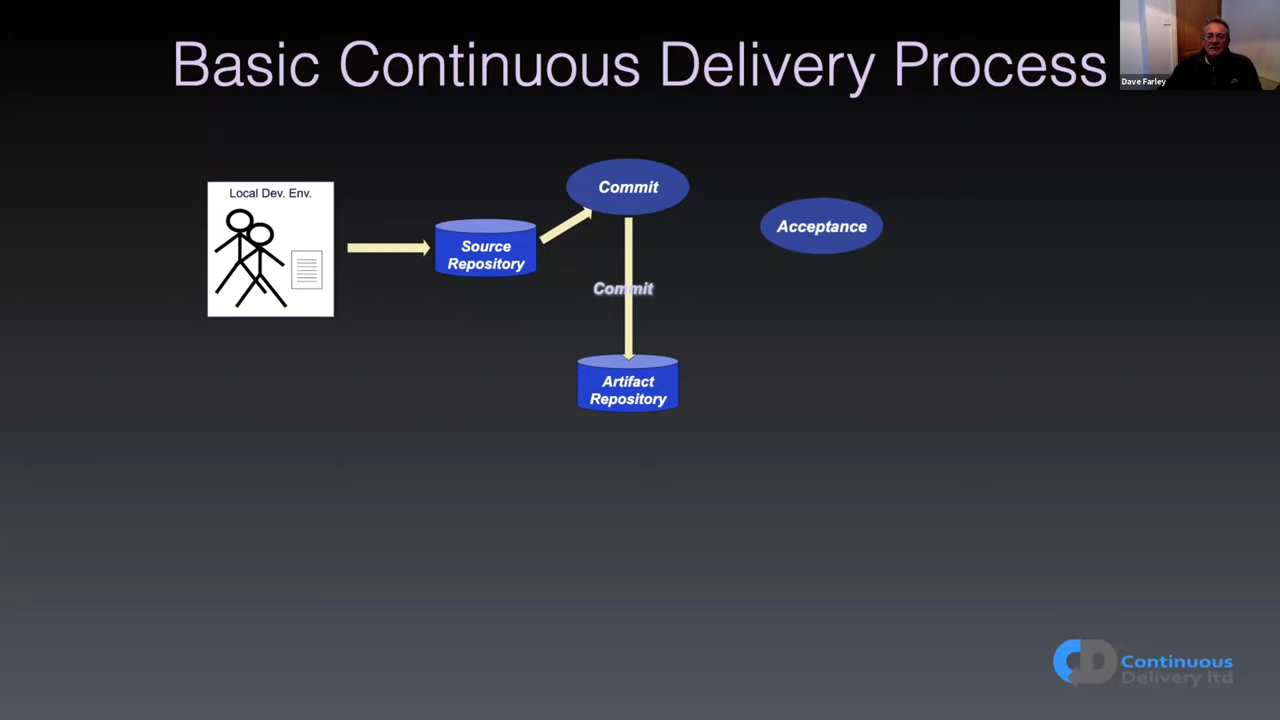 Basic Continuous Delivery Process
Dave Farley
Local Dev. Env.
Commit
Source
Repository
Acceptance
Commit
Artifact
Repository
CD
Continuous
Delivery ltd